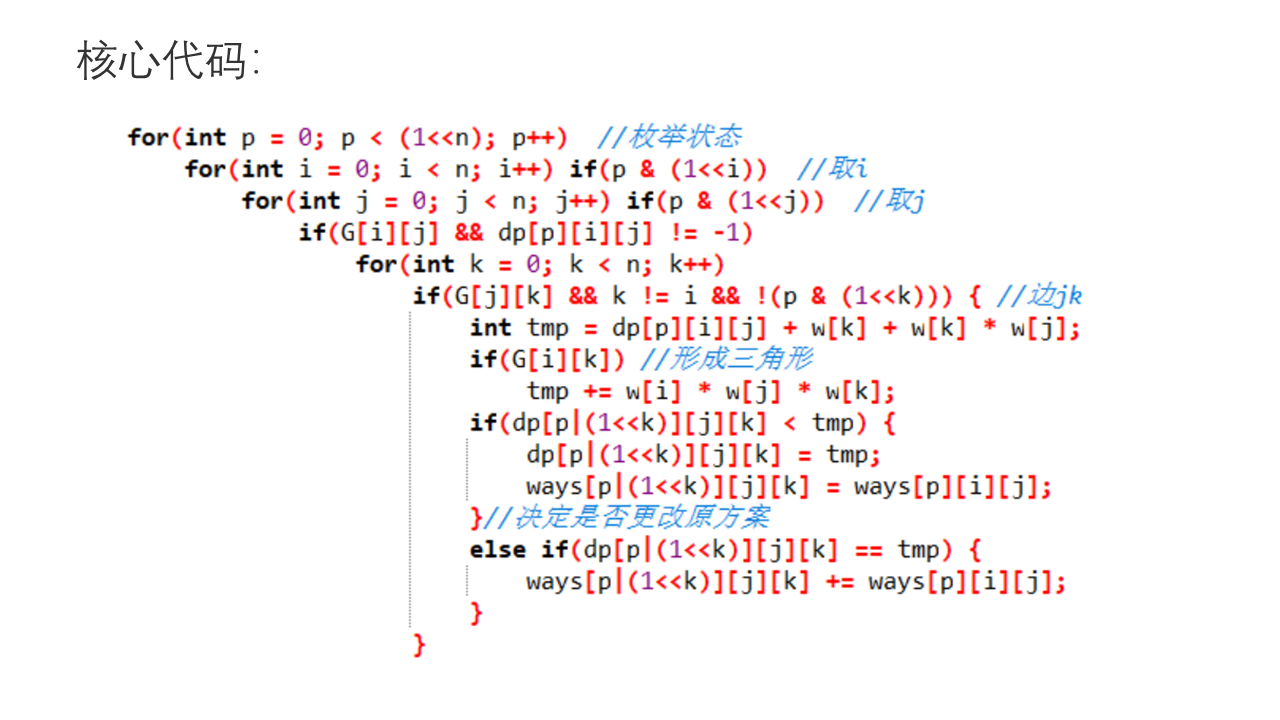 核心代码:
for(int p = 0; p < (1<<n); p++)  //枚举状态
for(int i = 0; i < n; i++) if(p & (1<<i))  //取i
for(int j = 0; j < n; j++) if(p & (1<<j))  //取j
if(G[i][j] && dp[p][i][j] != -1)
for(int k = 0; k < n; k++)
if(G[j][k] && k != i && !(p & (1<<k))) { //边jk
int tmp = dp[p][i][j] + w[k] + w[k] * w[j];
if(G[i][k]) //形成三角形
tmp += w[i] * w[j] * w[k];
if(dp[p|(1<<k)][j][k] < tmp) {
dp[p|(1<<k)][j][k] = tmp;
ways[p|(1<<k)][j][k] = ways[p][i][j];
}//决定是否更改原方案
else if(dp[p|(1<<k)][j][k] == tmp) {
ways[p|(1<<k)][j][k] += ways[p][i][j];
}
}